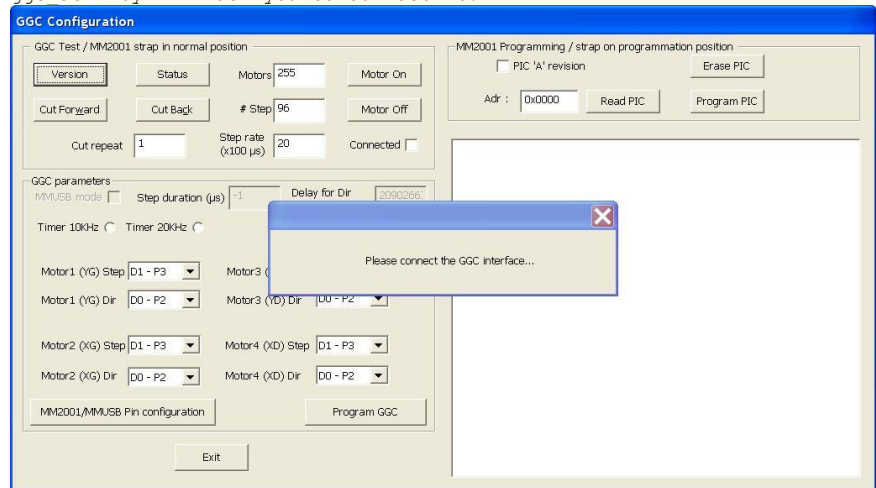 GGC Configuration
GGC Test / MM2001 strap in normal position
Version Status Motors 255 Motor On
Cut Forward Cut Back # Step 96 Motor Off
Cut repeat 1 Step rate (x100 µs) 20 Connected
MM2001 Programming / strap on programmation position
PIC 'A' revision Erase PIC
Adr : 0x0000 Read PIC Program PIC
GGC parameters
MMUSB mode Step duration (µs) -1 Delay for Dir
Timer 10KHz Timer 20KHz
Please connect the GGC interface...
Motor1 (YG) Step D1 - P3 Motor3
Motor1 (YG) Dir D0 - P2 Motor3 (YD) Dir D0 - P2
Motor2 (XG) Step D1 - P3 Motor4 (XD) Step D1 - P3
Motor2 (XG) Dir D0 - P2 Motor4 (XD) Dir D0 - P2
MM2001/MMUSB Pin configuration Program GGC
Exit